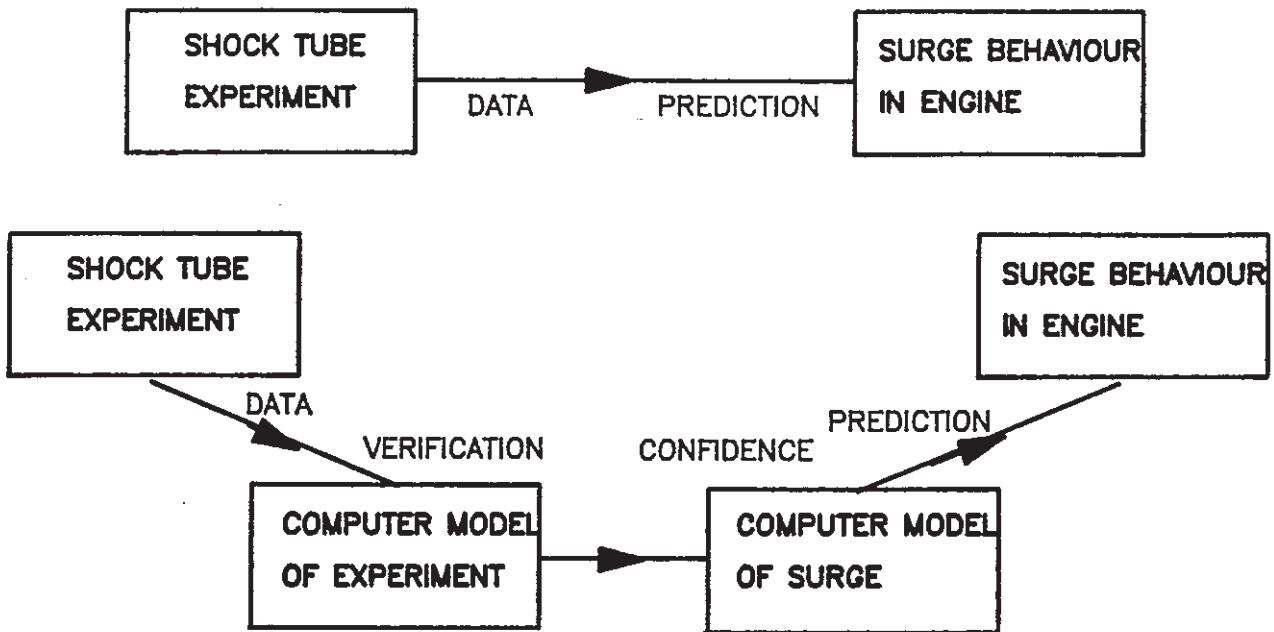 SHOCK TUBE
EXPERIMENT
DATA
PREDICTION
SURGE BEHAVIOUR
IN ENGINE
SHOCK TUBE
EXPERIMENT
DATA
VERIFICATION
COMPUTER MODEL
OF EXPERIMENT
CONFIDENCE
COMPUTER MODEL
OF SURGE
PREDICTION
SURGE BEHAVIOUR
IN ENGINE